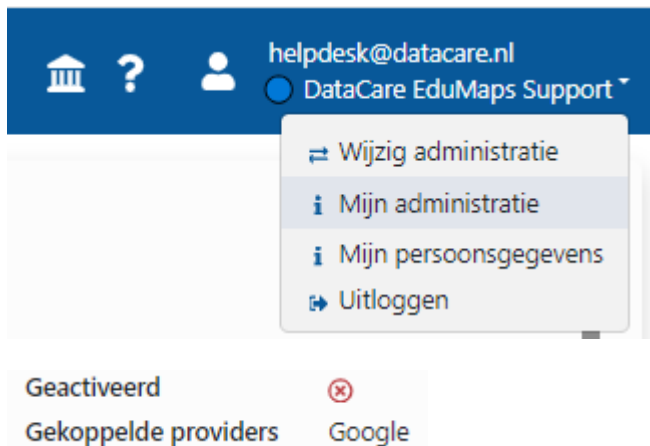 helpdesk@datacare.nl
DataCare EduMaps Support
Wijzig administratie
Mijn administratie
Mijn persoonsgegevens
Uitloggen
Geactiveerd
Gekoppelde providers Google